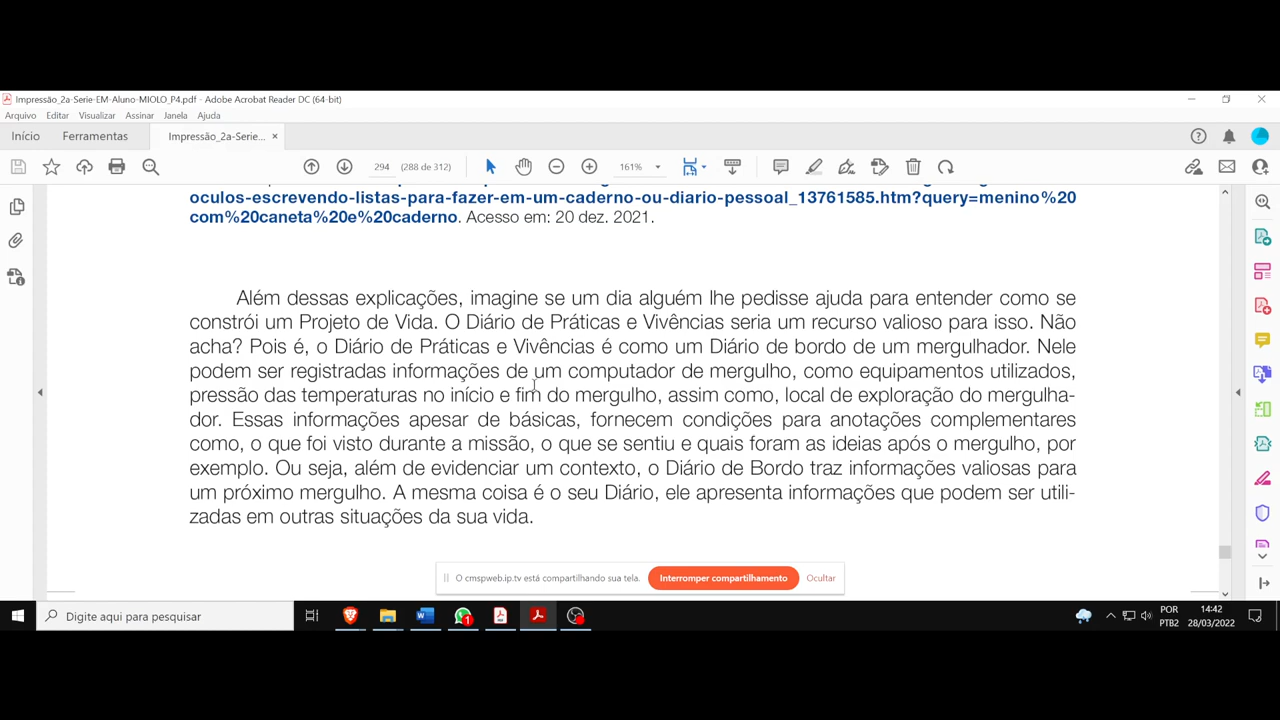 Impressão_2a-Serie-EM-Aluno-MIOLO_P4.pdf - Adobe Acrobat Reader DC (64-bit)
Arquivo Editar Visualizar Assinar Janela Ajuda
Início Ferramentas Impressão_2a-Serie... ×
294 (288 de 312) 161%
oculos-escrevendo-listas-para-fazer-em-um-caderno-ou-diario-pessoal_13761585.htm?query=menino%20
com%20caneta%20e%20caderno. Acesso em: 20 dez. 2021.
Além dessas explicações, imagine se um dia alguém lhe pedisse ajuda para entender como se
constrói um Projeto de Vida. O Diário de Práticas e Vivências seria um recurso valioso para isso. Não
acha? Pois é, o Diário de Práticas e Vivências é como um Diário de bordo de um mergulhador. Nele
podem ser registradas informações de um computador de mergulho, como equipamentos utilizados,
pressão das temperaturas no início e fim do mergulho, assim como, local de exploração do mergulha-
dor. Essas informações apesar de básicas, fornecem condições para anotações complementares
como, o que foi visto durante a missão, o que se sentiu e quais foram as ideias após o mergulho, por
exemplo. Ou seja, além de evidenciar um contexto, o Diário de Bordo traz informações valiosas para
um próximo mergulho. A mesma coisa é o seu Diário, ele apresenta informações que podem ser utili-
zadas em outras situações da sua vida.
O cmspweb.ip.tv está compartilhando sua tela. Interromper compartilhamento Ocultar
Digite aqui para pesquisar
1
POR
PTB2
14:42
28/03/2022